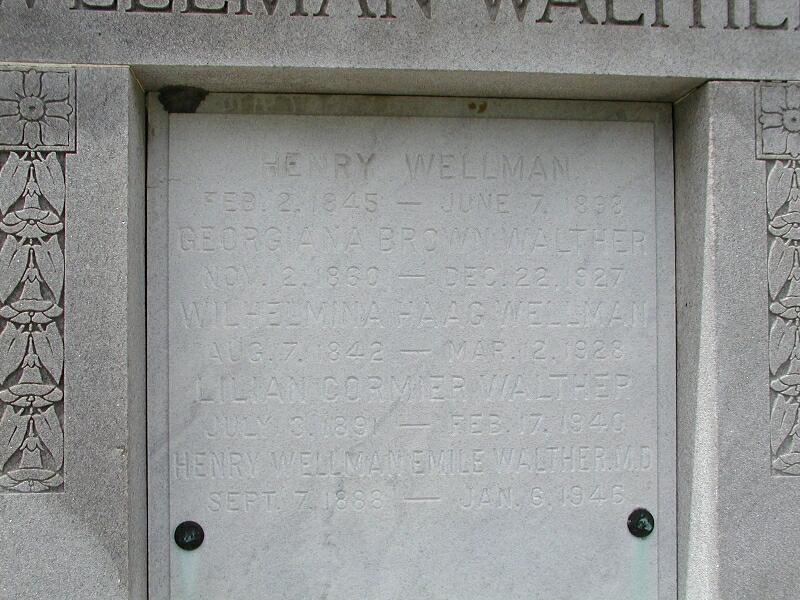 WELLMAN WALTHE
HENRY WELLMAN
FEB. 2. 1845 — JUNE 7. 1898
GEORGIANA BROWN WALTHER
NOV. 2. 1860 — DEC. 22. 1927
WILHELMINA HAAG WELLMAN
AUG. 7. 1842 — MAR. 12. 1928
LILIAN CORMIER WALTHER
JULY 3. 1891 — FEB. 17. 1940
HENRY WELLMAN EMILE WALTHER. M.D
SEPT. 7. 1888 — JAN. 6. 1946